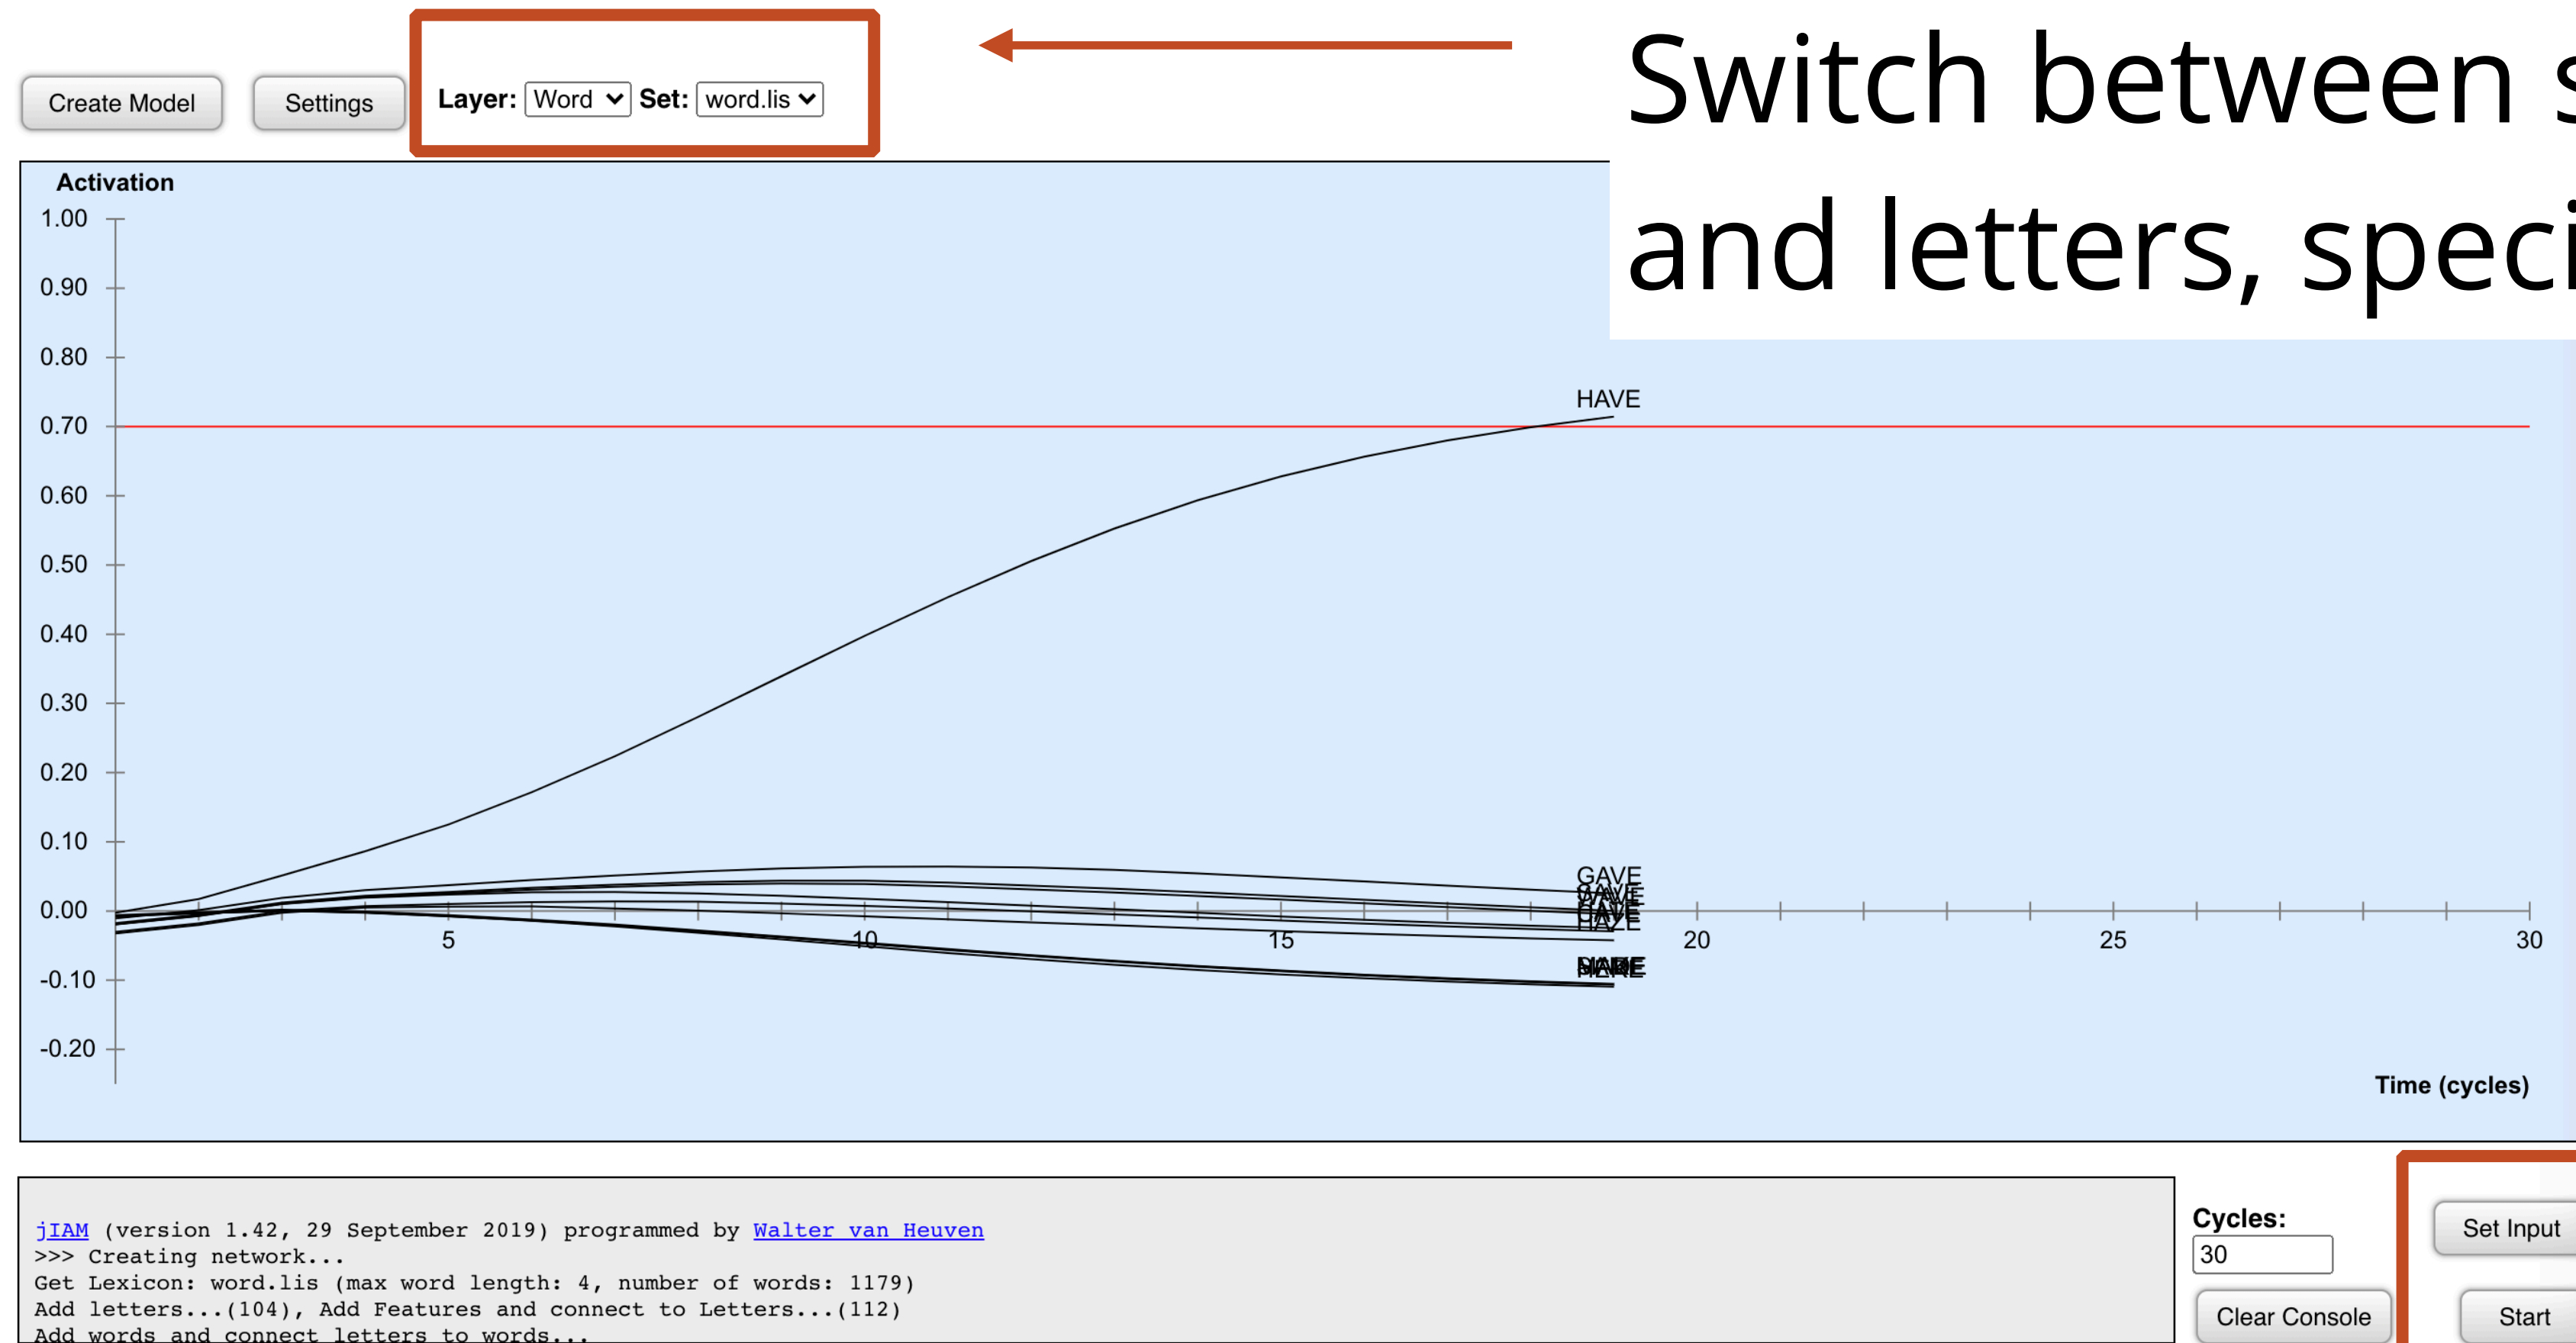 Switch between
and letters,
Create Model
Settings
Layer: Word Set: word.lis
Activation
1.00
0.90
0.80
0.70
0.60
0.50
0.40
0.30
0.20
0.10
0.00
-0.10
-0.20
HAVE
GAVE
HAZE
5
10
15
20
25
30
Time (cycles)
jIAM (version 1.42, 29 September 2019) programmed by Walter van Heuven
>>> Creating network...
Get Lexicon: word.lis (max word length: 4, number of words: 1179)
Add letters...(104), Add Features and connect to Letters...(112)
Add words and connect letters to words...
Cycles:
30
Clear Console
Set Input
Start